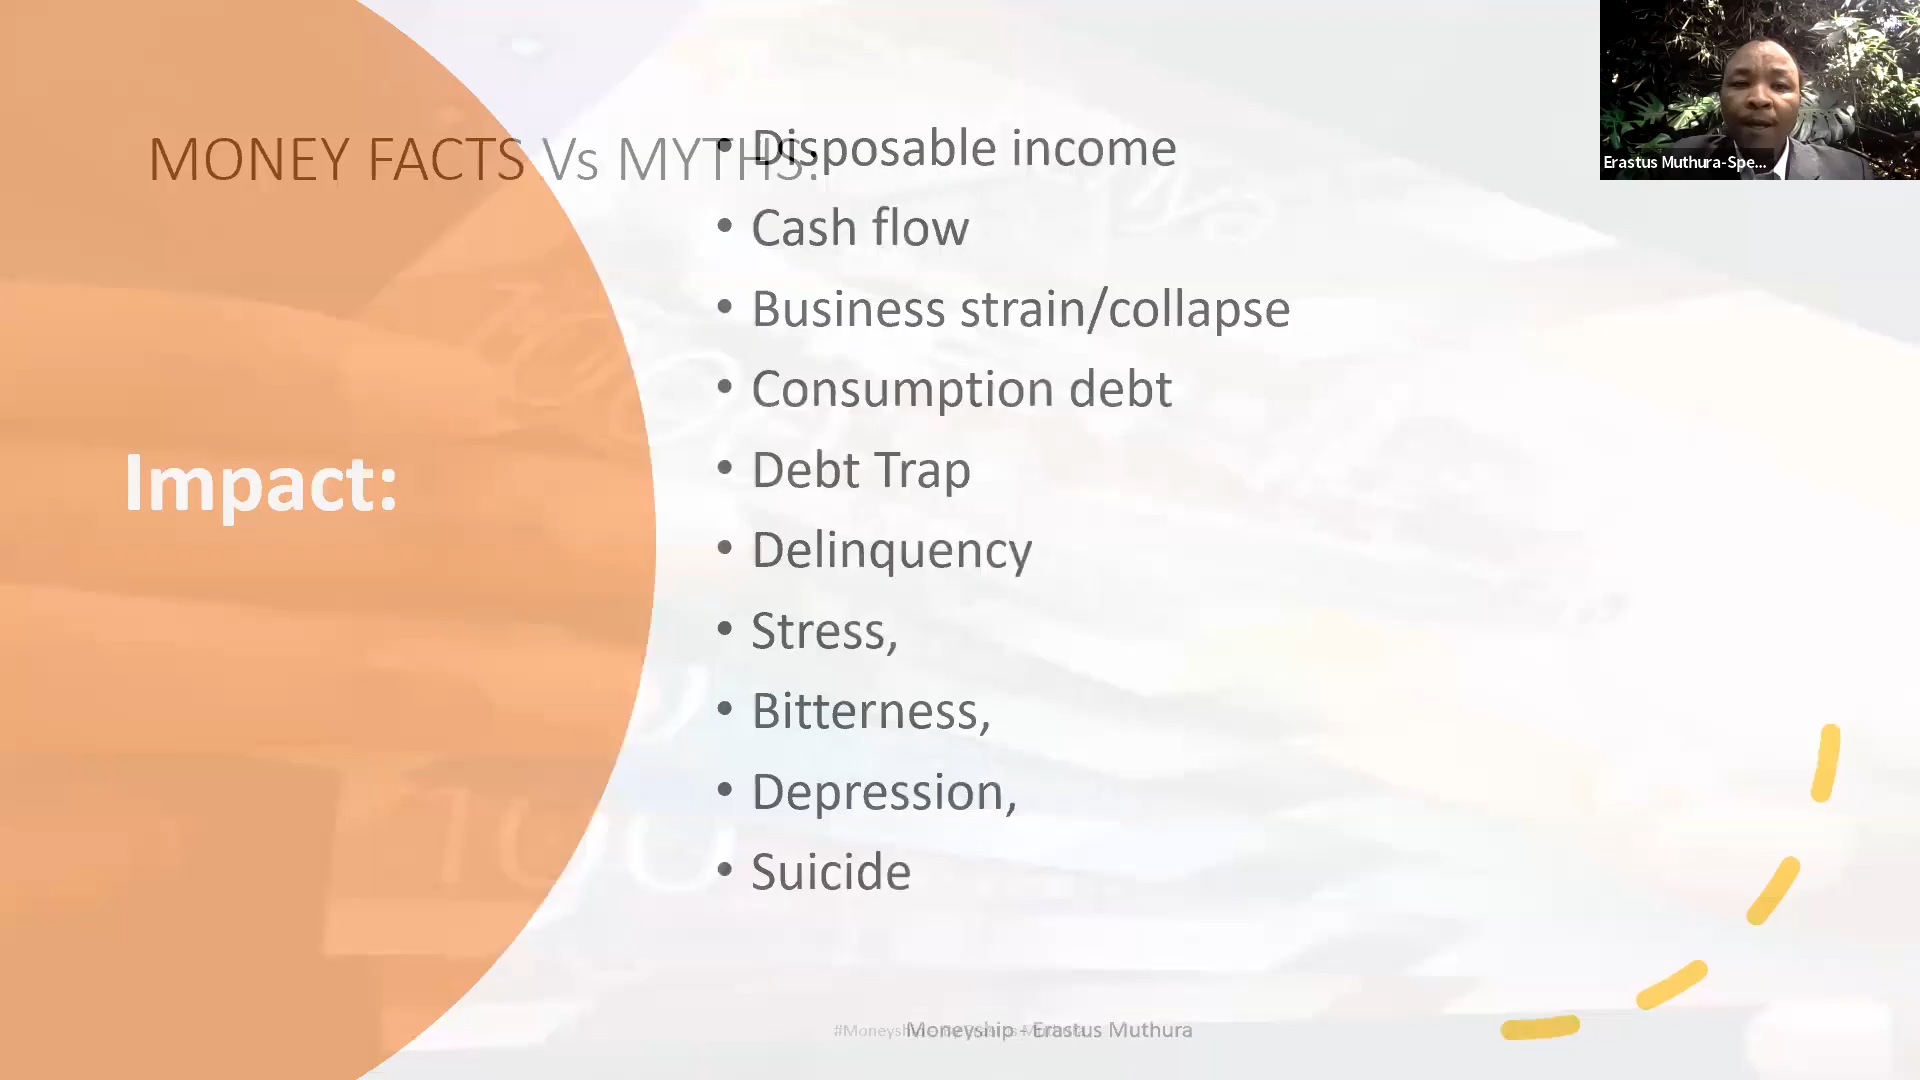 MONEY FACTS Vs MYTHS:
Impact:
• Disposable income
• Cash flow
• Business strain/collapse
• Consumption debt
• Debt Trap
• Delinquency
• Stress,
• Bitterness,
• Depression,
• Suicide
Moneyship - Erastus Muthura
Erastus Muthura-Spe...
100